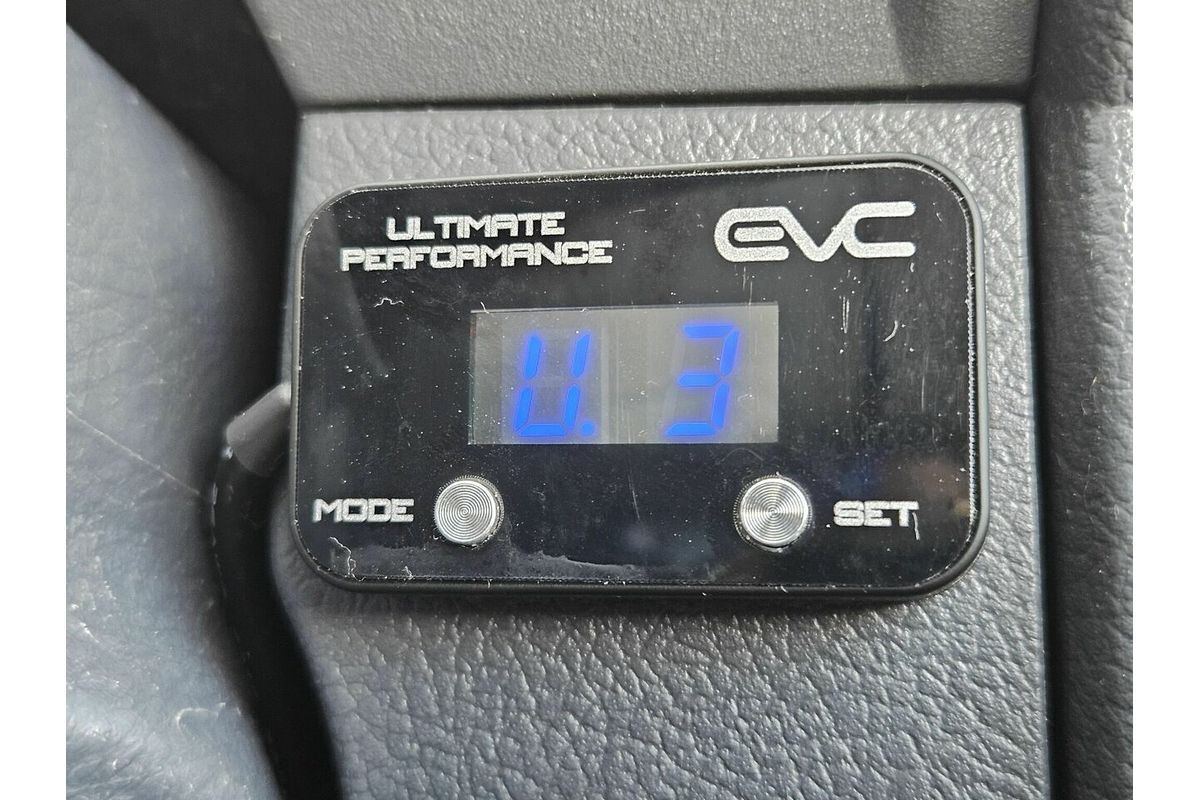 ULTIMATE
PERFORMANCE
EVC
U. 3
MODE
SET